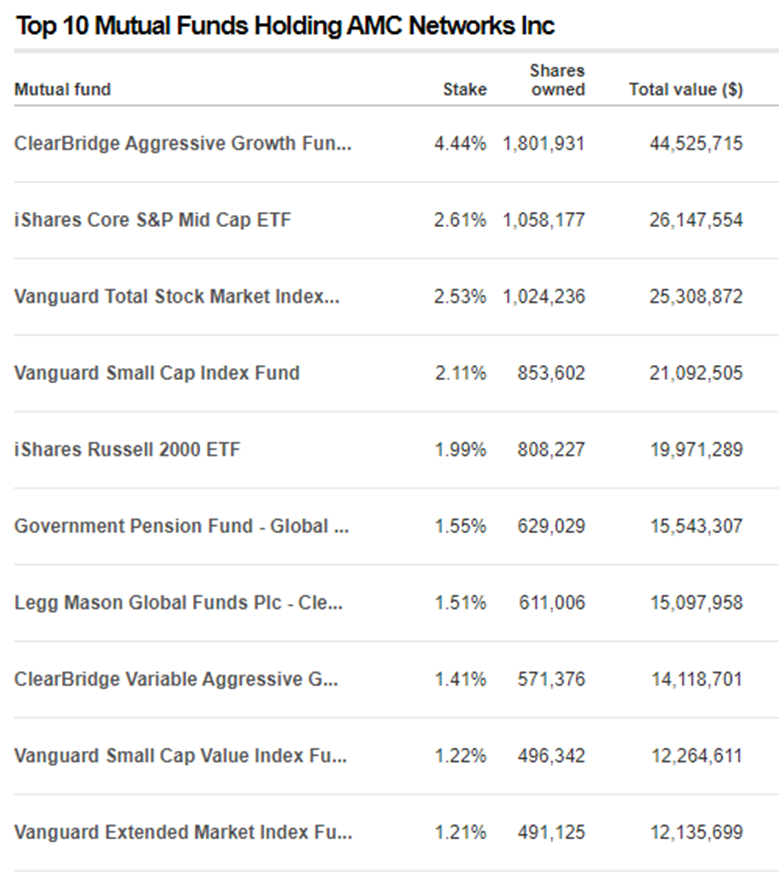 Top 10 Mutual Funds Holding AMC Networks Inc
Shares
Mutual fund Stake owned Total value ($)
ClearBridge Aggressive Growth Fun... 4.44% 1,801,931 44,525,715
iShares Core S&P Mid Cap ETF 2.61% 1,058,177 26,147,554
Vanguard Total Stock Market Index... 2.53% 1,024,236 25,308,872
Vanguard Small Cap Index Fund 2.11% 853,602 21,092,505
iShares Russell 2000 ETF 1.99% 808,227 19,971,289
Government Pension Fund - Global ... 1.55% 629,029 15,543,307
Legg Mason Global Funds Plc - Cle... 1.51% 611,006 15,097,958
ClearBridge Variable Aggressive G... 1.41% 571,376 14,118,701
Vanguard Small Cap Value Index Fu... 1.22% 496,342 12,264,611
Vanguard Extended Market Index Fu... 1.21% 491,125 12,135,699